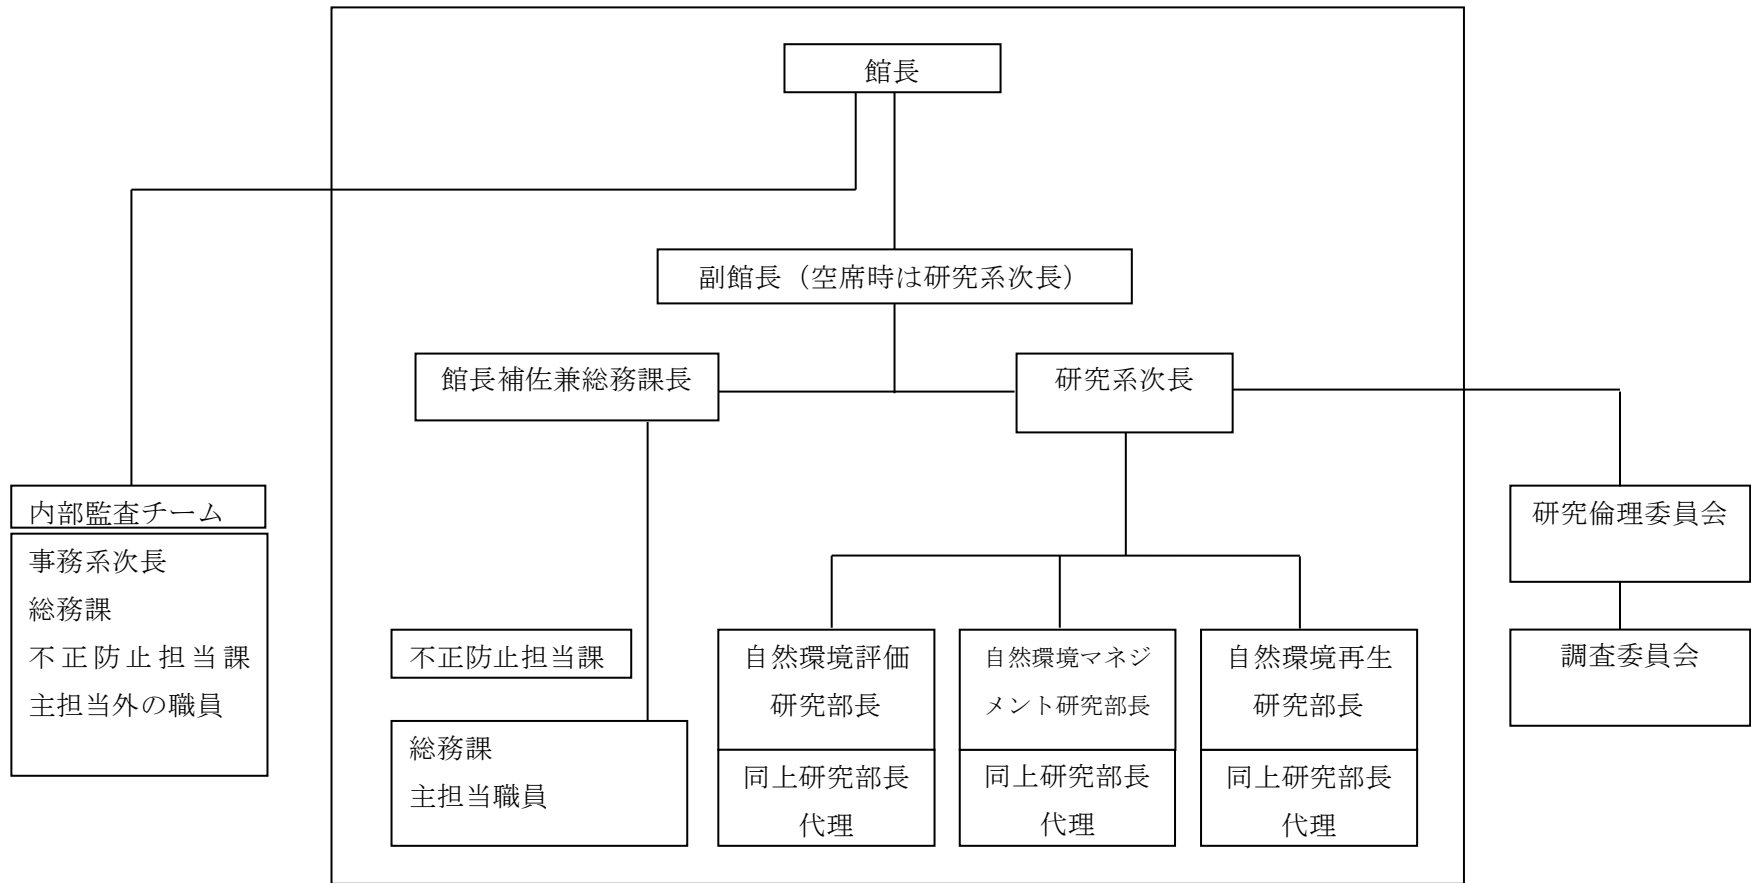 館長
副館長（空席時は研究系次長）
館長補佐兼総務課長
研究系次長
内部監査チーム
事務系次長
総務課
不正防止担当課
主担当外の職員
不正防止担当課
総務課
主担当職員
自然環境評価
研究部長
同上研究部長
代理
自然環境マネジ
メント研究部長
同上研究部長
代理
自然環境再生
研究部長
同上研究部長
代理
研究倫理委員会
調査委員会